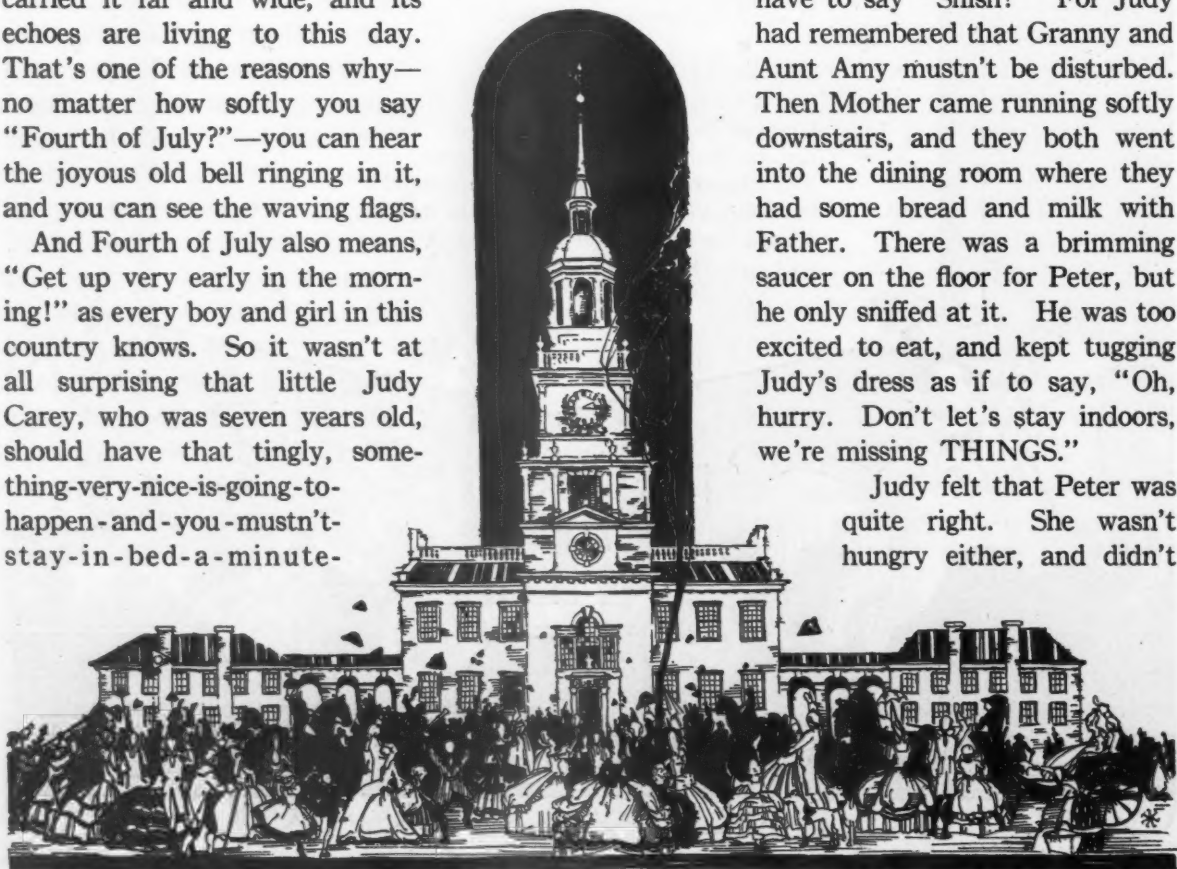 carried it far and wide, and its
echoes are living to this day.
That's one of the reasons why—
no matter how softly you say
"Fourth of July?"—you can hear
the joyous old bell ringing in it,
and you can see the waving flags.
And Fourth of July also means,
"Get up very early in the morn-
ing!" as every boy and girl in this
country knows. So it wasn't at
all surprising that little Judy
Carey, who was seven years old,
should have that tingly, some-
thing-very-nice-is-going-to-
happen-and-you-mustn't-
stay-in-bed-a-minute-
have to say "Shish!" For Judy
had remembered that Granny and
Aunt Amy mustn't be disturbed.
Then Mother came running softly
downstairs, and they both went
into the dining room where they
had some bread and milk with
Father. There was a brimming
saucer on the floor for Peter, but
he only sniffed at it. He was too
excited to eat, and kept tugging
Judy's dress as if to say, "Oh,
hurry. Don't let's stay indoors,
we're missing THINGS."
Judy felt that Peter was
quite right. She wasn't
hungry either, and didn't